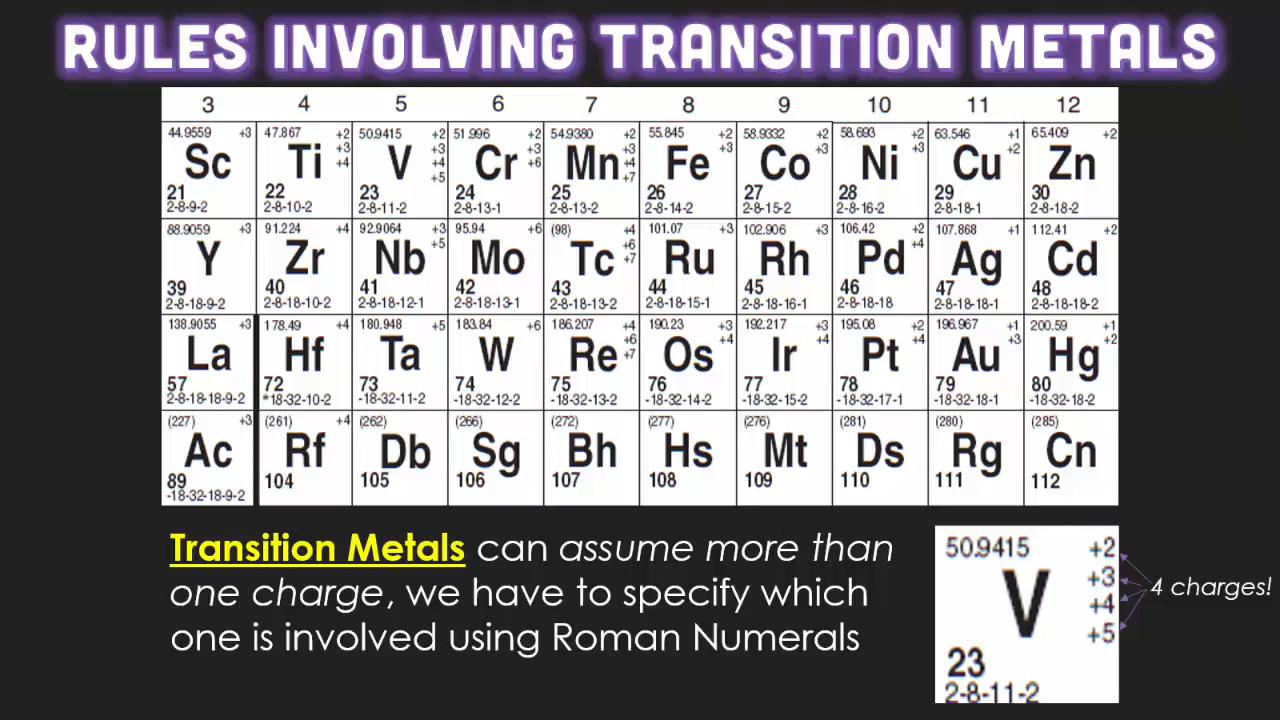 RULES INVOLVING TRANSITION METALS
3 4 5 6 7 8 9 10 11 12
44.9559 +3 47.867 +2 50.9415 +2 51.996 +2 54.9380 +2 55.845 +2 58.9332 +2 58.693 +2 63.546 +1 65.409 +2
Sc Ti +3 V +3 Cr +3 Mn +3 Fe +3 Co +3 Ni +3 Cu +2 Zn
+4 +4 +6 +4
+5 +7
21 22 23 24 25 26 27 28 29 30
2-8-9-2 2-8-10-2 2-8-11-2 2-8-13-1 2-8-13-2 2-8-14-2 2-8-15-2 2-8-16-2 2-8-18-1 2-8-18-2
88.9059 +3 91.224 +4 92.9064 +3 95.94 +6 (98) +4 101.07 +3 102.906 +3 106.42 +2 107.868 +1 112.41 +2
Y Zr Nb +5 Mo Tc +6 Ru Rh Pd +4 Ag Cd
+7
39 40 41 42 43 44 45 46 47 48
2-8-18-9-2 2-8-18-10-2 2-8-18-12-1 2-8-18-13-1 2-8-18-13-2 2-8-18-15-1 2-8-18-16-1 2-8-18-18 2-8-18-18-1 2-8-18-18-2
138.9055 +3 178.49 +4 180.948 +5 183.84 +6 186.207 +4 190.23 +3 192.217 +3 195.08 +2 196.967 +1 200.59 +1
La Hf Ta W Re +6 Os +4 Ir +4 Pt +4 Au +3 Hg +2
+7
57 72 73 74 75 76 77 78 79 80
2-8-18-18-9-2 *18-32-10-2 -18-32-11-2 -18-32-12-2 -18-32-13-2 -18-32-14-2 -18-32-15-2 -18-32-17-1 -18-32-18-1 -18-32-18-2
(227) +3 (261) +4 (262) (266) (272) (277) (276) (281) (280) (285)
Ac Rf Db Sg Bh Hs Mt Ds Rg Cn
89 104 105 106 107 108 109 110 111 112
-18-32-18-9-2
Transition Metals can assume more than
one charge, we have to specify which
one is involved using Roman Numerals
50.9415 +2
V +3
+4
+5
23
2-8-11-2
4 charges!